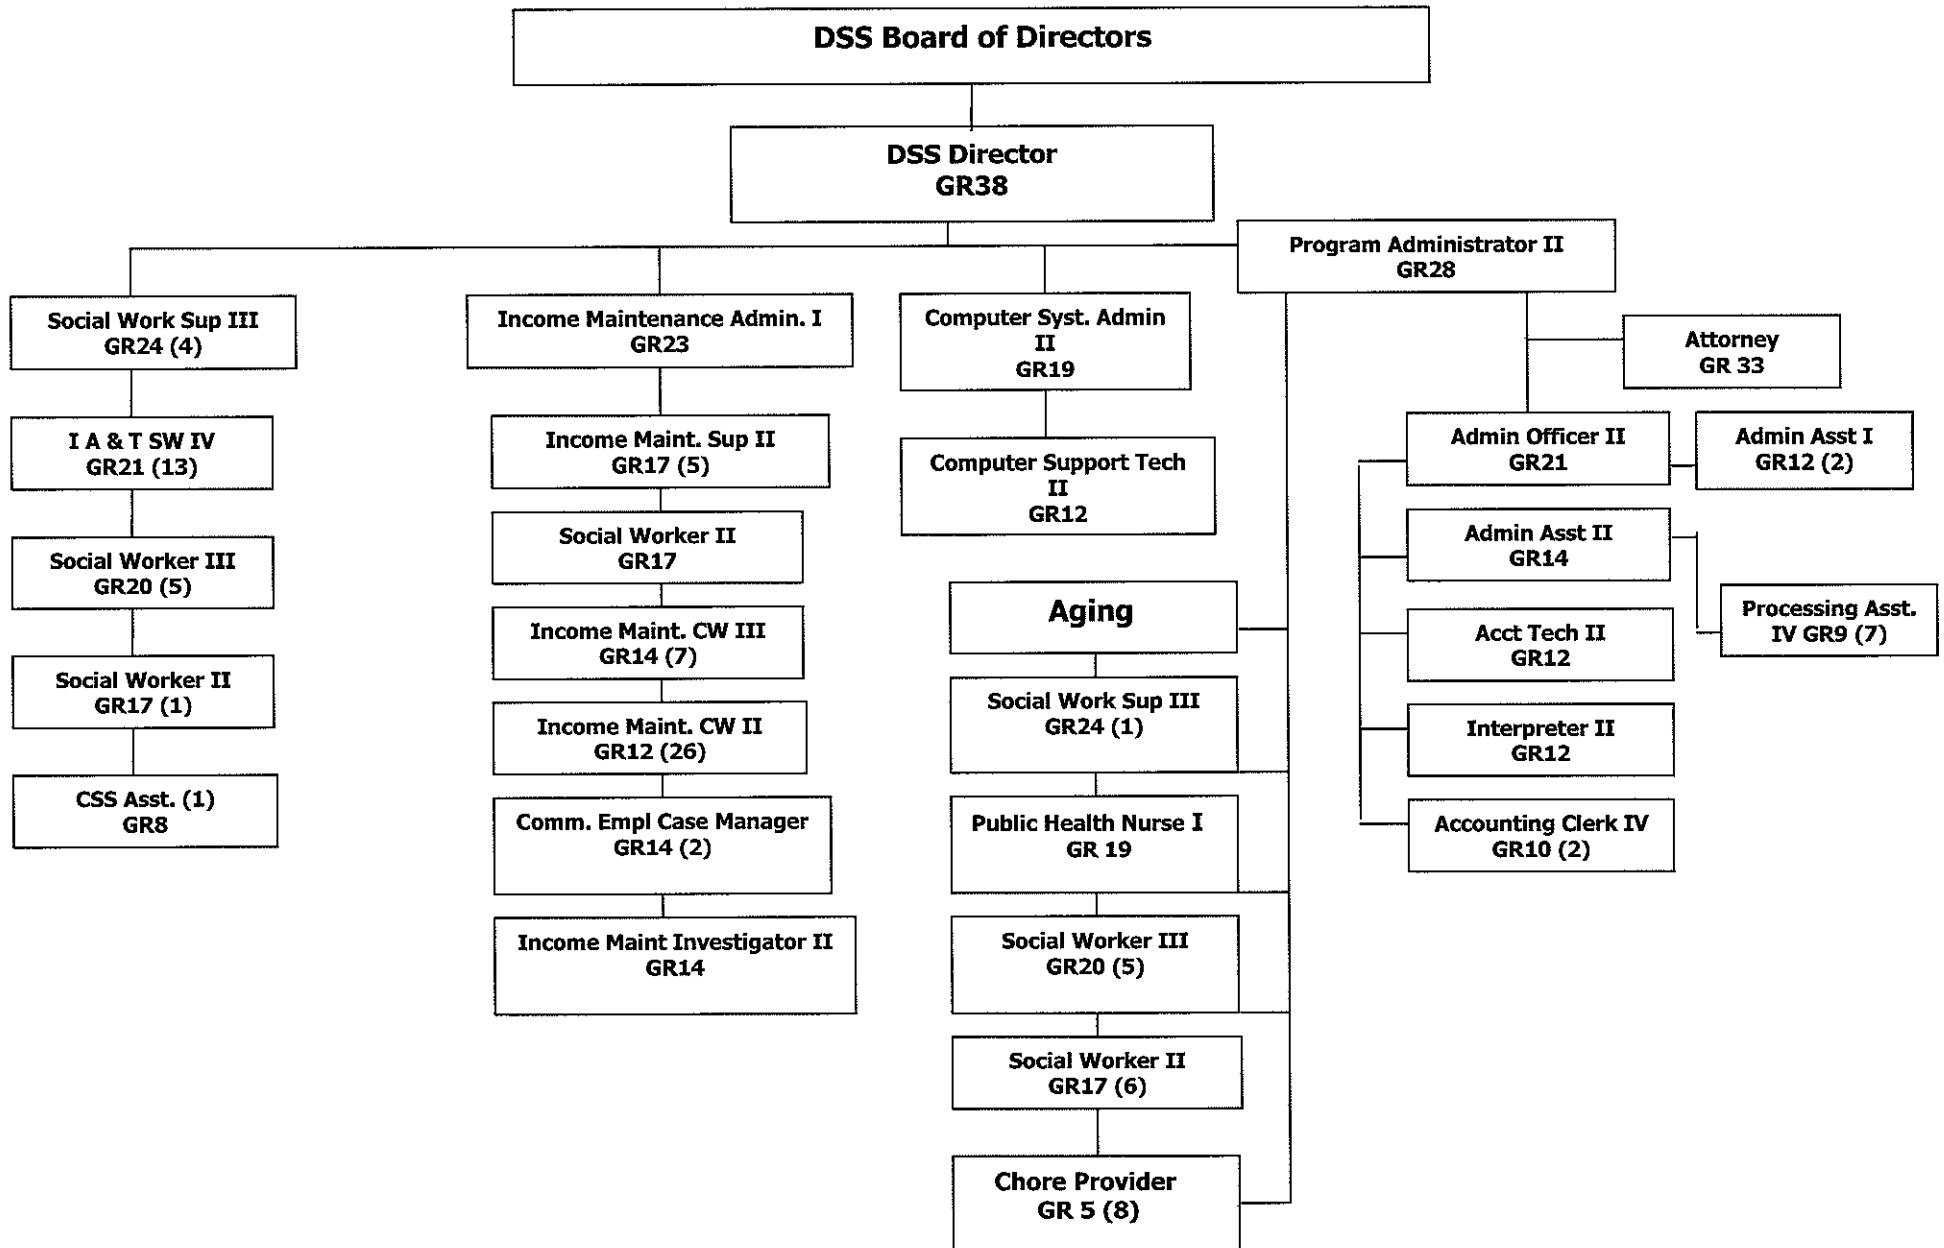 DSS Board of Directors
DSS Director
GR38
Program Administrator II
GR28
Social Work Sup III
GR24 (4)
I A & T SW IV
GR21 (13)
Social Worker III
GR20 (5)
Social Worker II
GR17 (1)
CSS Asst. (1)
GR8
Income Maintenance Admin. I
GR23
Income Maint. Sup II
GR17 (5)
Social Worker II
GR17
Income Maint. CW III
GR14 (7)
Income Maint. CW II
GR12 (26)
Comm. Empl Case Manager
GR14 (2)
Income Maint Investigator II
GR14
Computer Syst. Admin
II
GR19
Computer Support Tech
II
GR12
Aging
Social Work Sup III
GR24 (1)
Public Health Nurse I
GR 19
Social Worker III
GR20 (5)
Social Worker II
GR17 (6)
Chore Provider
GR 5 (8)
Attorney
GR 33
Admin Officer II
GR21
Admin Asst I
GR12 (2)
Admin Asst II
GR14
Processing Asst.
IV GR9 (7)
Acct Tech II
GR12
Interpreter II
GR12
Accounting Clerk IV
GR10 (2)